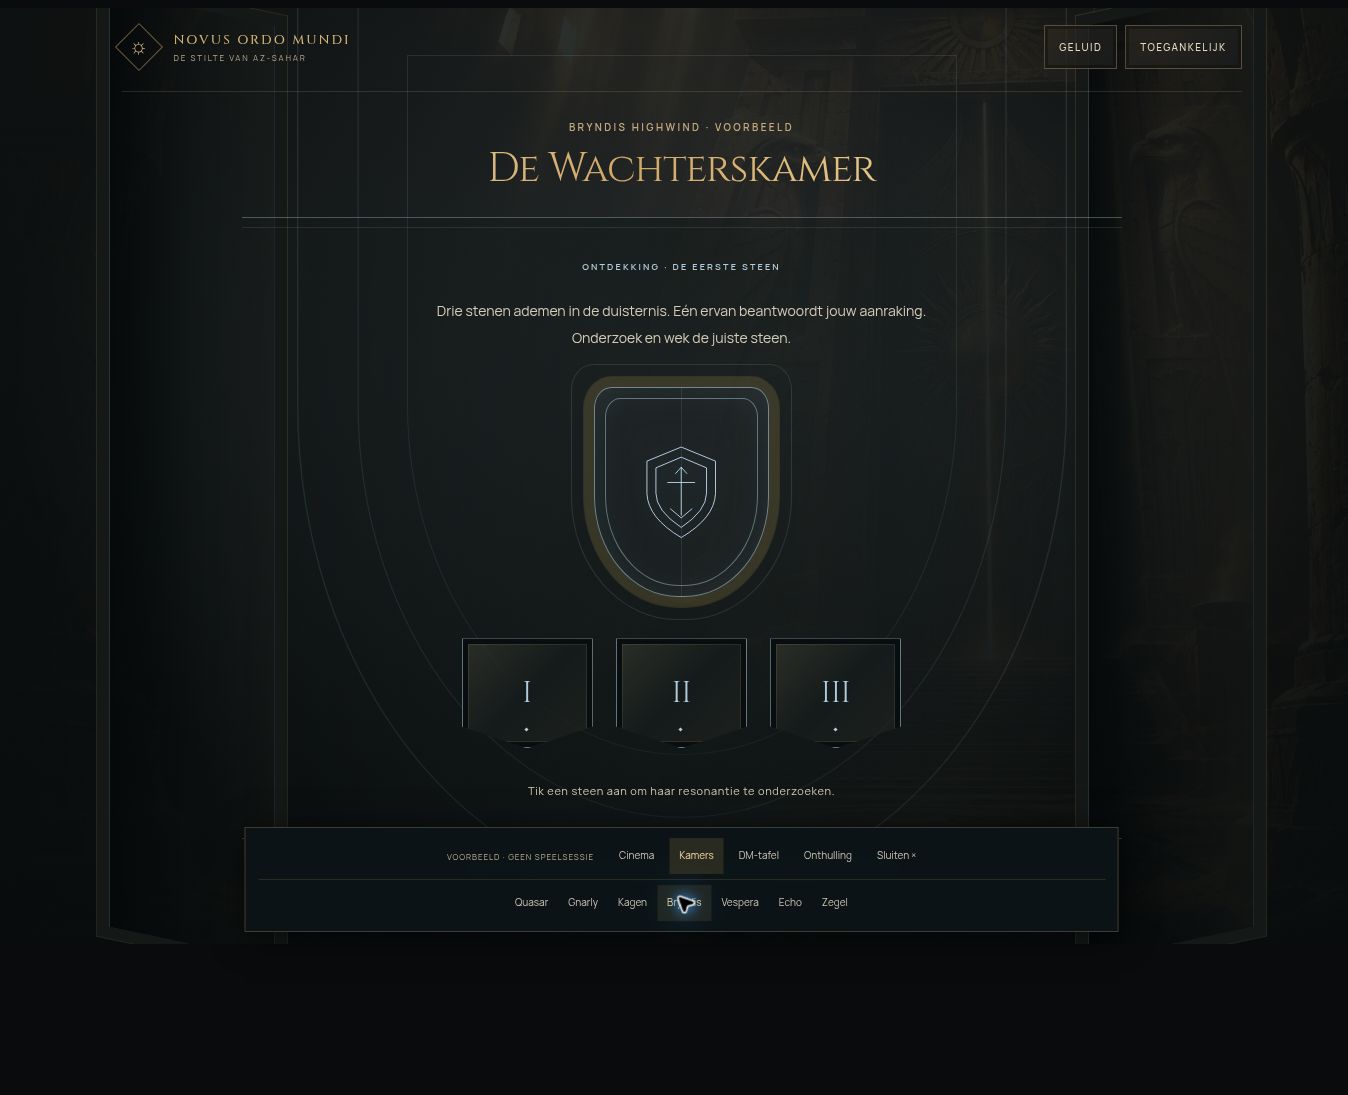 NOVUS ORDO MUNDI
DE STILTE VAN AZ-SAHAR
GELUID
TOEGANKELIJK
BRYNDIS HIGHWIND · VOORBEELD
DE WACHTERSKAMER
ONTDEKKING · DE EERSTE STEEN
Drie stenen ademen in de duisternis. Eén ervan beantwoordt jouw aanraking.
Onderzoek en wek de juiste steen.
I
II
III
Tik een steen aan om haar resonantie te onderzoeken.
VOORBEELD · GEEN SPEELSESSIE
Cinema
Kamers
DM-tafel
Onthulling
Sluiten ×
Quasar
Gnarly
Kagen
Vespera
Echo
Zegel